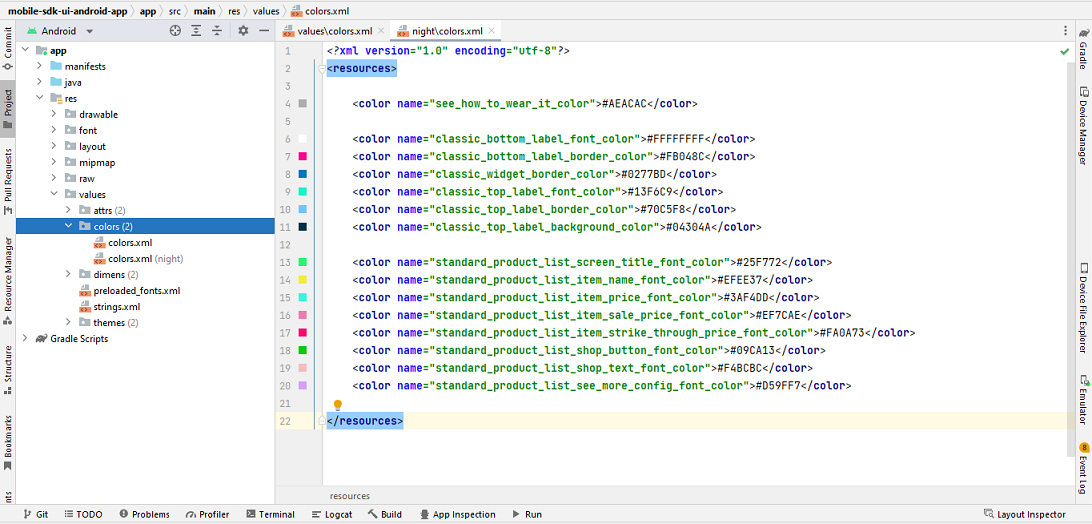 mobile-sdk-ui-android-app › app › src › main › res › values › colors.xml
Commit
Project
Pull Requests
Resource Manager
Structure
Bookmarks
nts
Android
app
manifests
java
res
drawable
font
layout
mipmap
raw
values
attrs (2)
colors (2)
colors.xml
colors.xml (night)
dimens (2)
preloaded_fonts.xml
strings.xml
themes (2)
Gradle Scripts
values\colors.xml night\colors.xml
1 <?xml version="1.0" encoding="utf-8"?>
2 <resources>
3
4 <color name="see_how_to_wear_it_color">#AEACAC</color>
5
6 <color name="classic_bottom_label_font_color">#FFFFFFFF</color>
7 <color name="classic_bottom_label_border_color">#FB048C</color>
8 <color name="classic_widget_border_color">#0277BD</color>
9 <color name="classic_top_label_font_color">#13F6C9</color>
10 <color name="classic_top_label_border_color">#70C5F8</color>
11 <color name="classic_top_label_background_color">#04304A</color>
12
13 <color name="standard_product_list_screen_title_font_color">#25F772</color>
14 <color name="standard_product_list_item_name_font_color">#EFEE37</color>
15 <color name="standard_product_list_item_price_font_color">#3AF4DD</color>
16 <color name="standard_product_list_item_sale_price_font_color">#EF7CAE</color>
17 <color name="standard_product_list_item_strike_through_price_font_color">#FA0A73</color>
18 <color name="standard_product_list_shop_button_font_color">#09CA13</color>
19 <color name="standard_product_list_shop_text_font_color">#F4BCBC</color>
20 <color name="standard_product_list_see_more_config_font_color">#D59FF7</color>
21
22 </resources>
resources
Gradle
Device Manager
Device File Explorer
Emulator
8
Event Log
Git TODO Problems Profiler Terminal Logcat Build App Inspection Run Layout Inspector